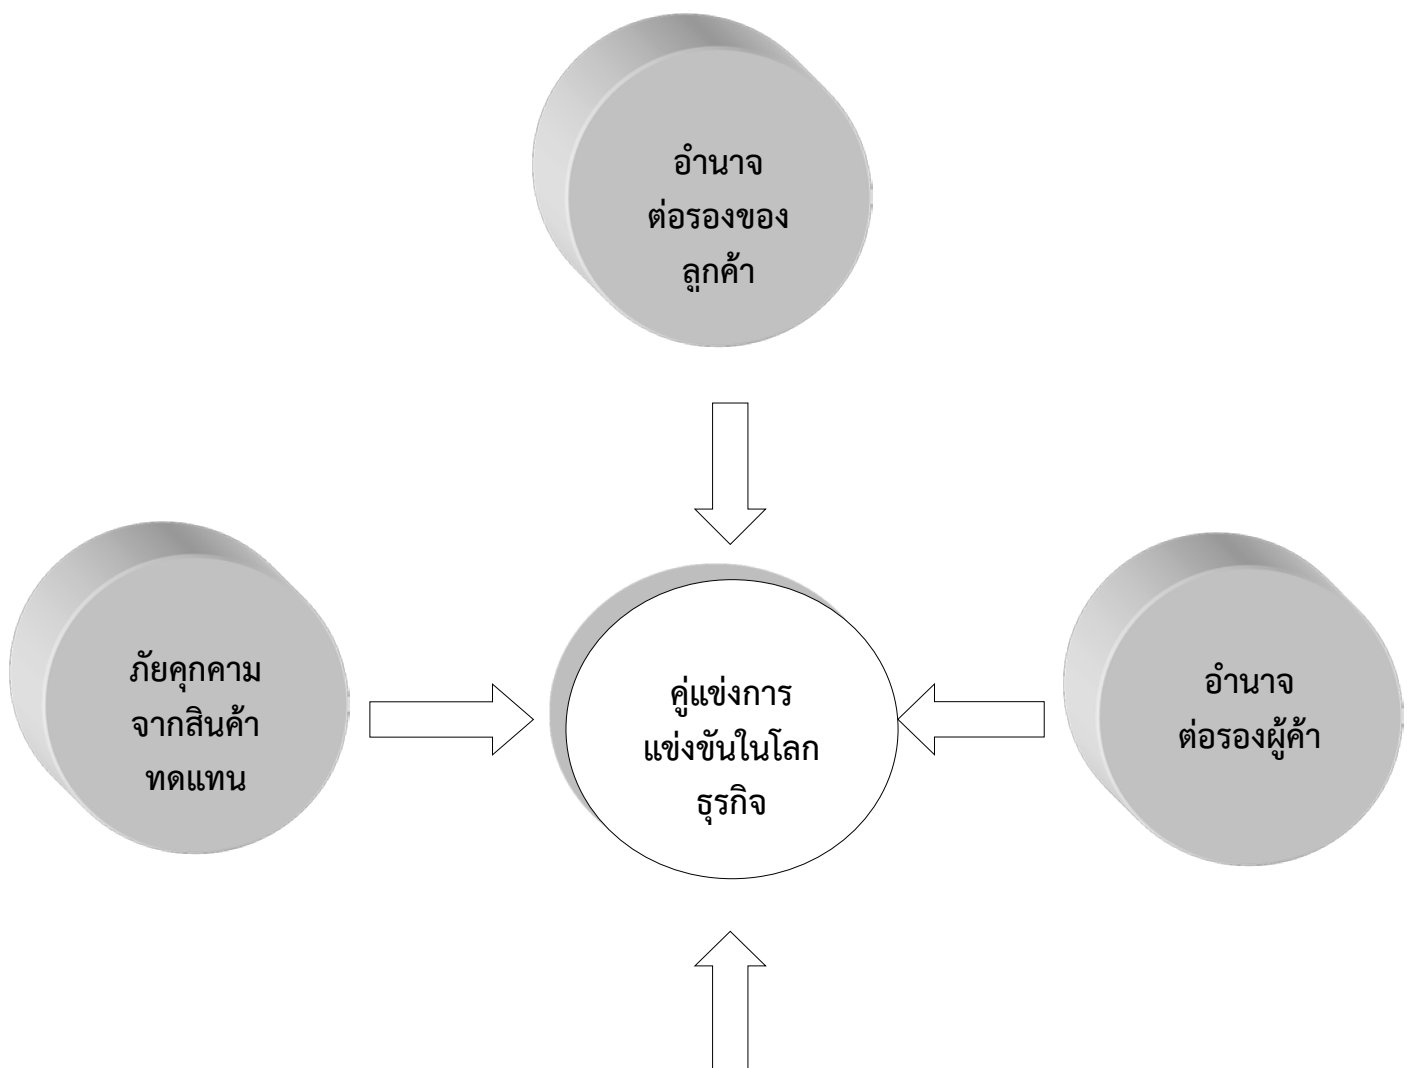 อำนาจ
ต่อรองของ
ลูกค้า
ภัยคุกคาม
จากสินค้า
ทดแทน
คู่แข่งการ
แข่งขันในโลก
ธุรกิจ
อำนาจ
ต่อรองผู้ค้า